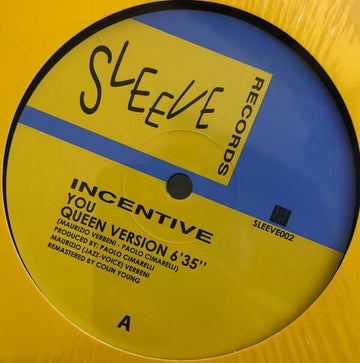 SLEEVE
RECORDS
INCENTIVE
YOU
QUEEN VERSION 6'35"
(MAURIZIO VERBENI - PAOLO CIMARELLI)
PRODUCED BY: PAOLO CIMARELLI
MAURIZIO (JAZZ-VOICE) VERBENI
REMASTERED BY COLIN YOUNG
SLEEVE002
A